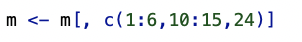 m <- m[, c(1:6,10:15,24)]